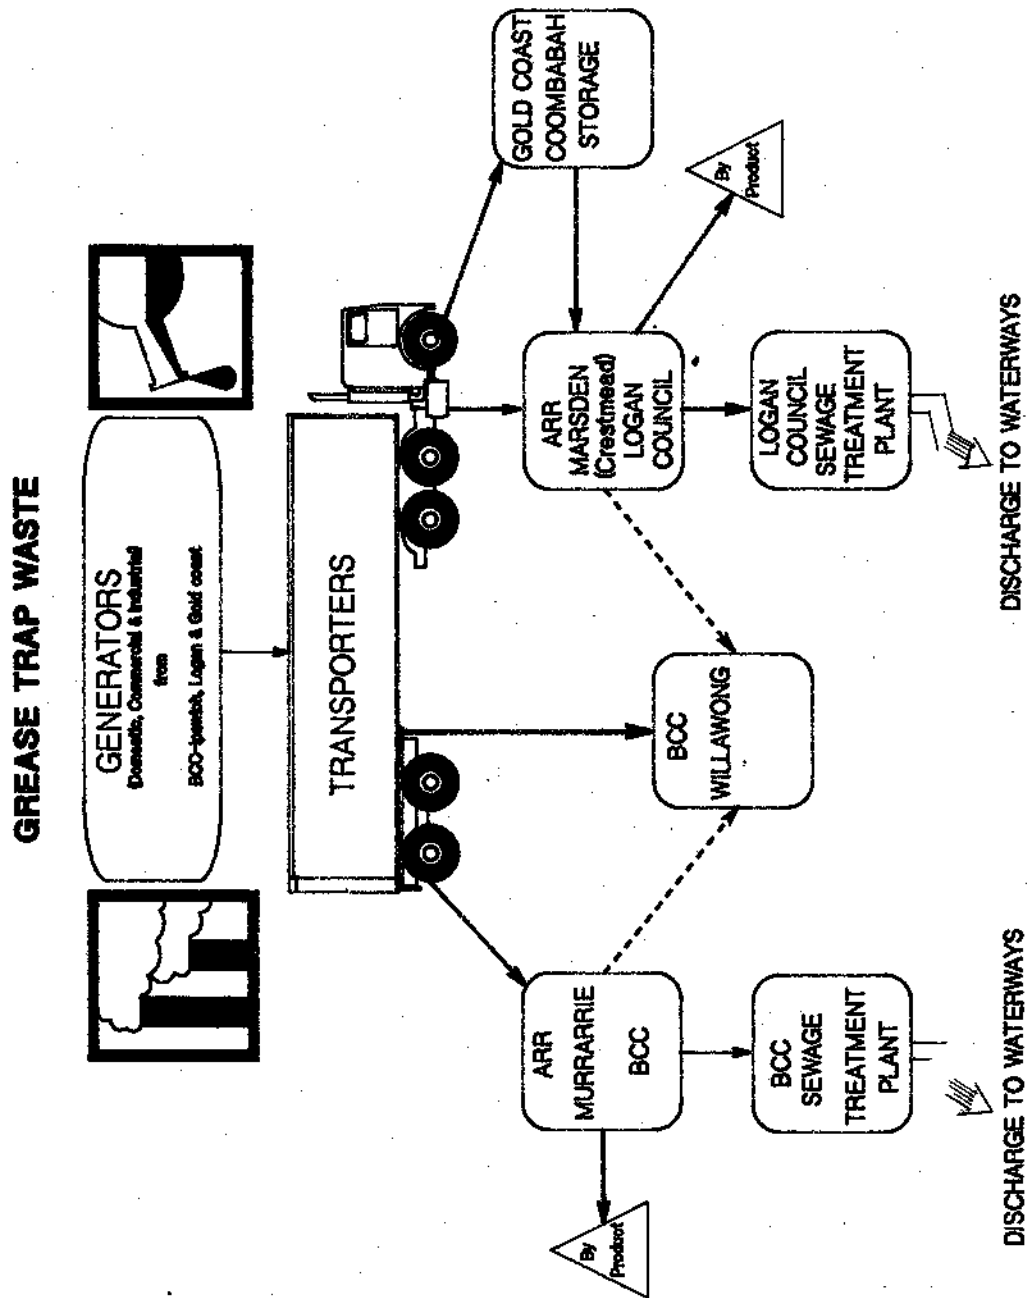 GREASE TRAP WASTE
GENERATORS
(Domestic, Commercial & Industrial)
from
BCC-Ipswich, Logan & Gold coast
TRANSPORTERS
GOLD COAST
COOMBABAH
STORAGE
ARR
MURRARRIE
BCC
ARR
MARSDEN
(Crestmead)
LOGAN
COUNCIL
By
Product
By
Product
BCC
WILLAWONG
BCC
SEWAGE
TREATMENT
PLANT
LOGAN
COUNCIL
SEWAGE
TREATMENT
PLANT
DISCHARGE TO WATERWAYS
DISCHARGE TO WATERWAYS